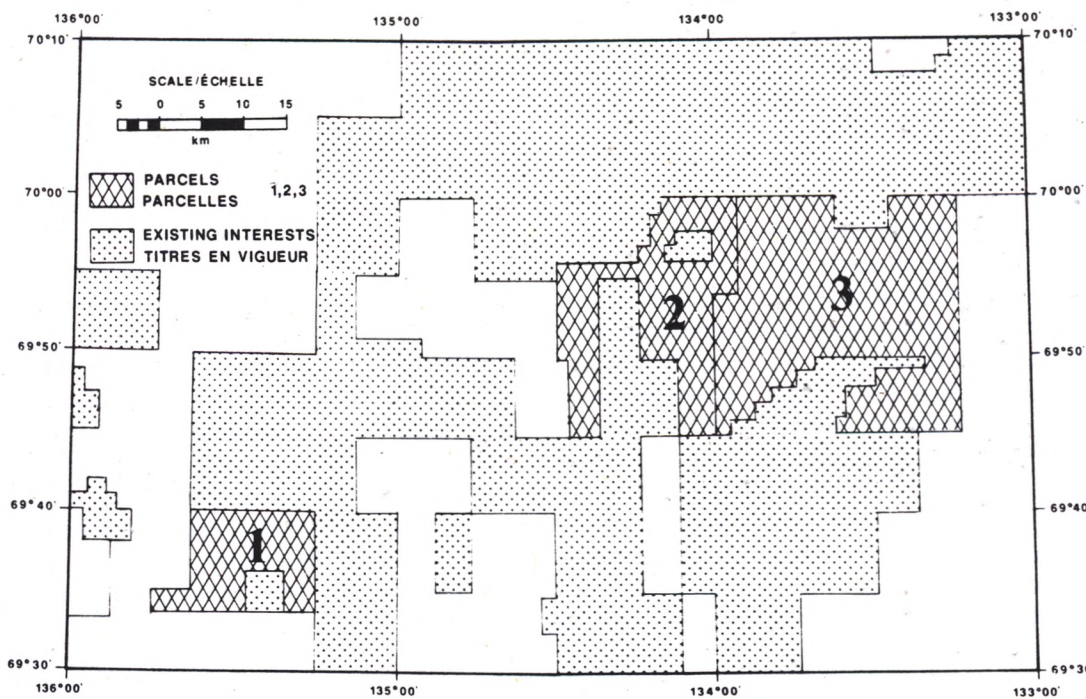 136°00' 135°00' 134°00' 133°00'
70°10' 70°10'
SCALE/ÉCHELLE
5 0 5 10 15
km
PARCELS
PARCELLES 1,2,3
70°00' 70°00'
EXISTING INTERESTS
TITRES EN VIGUEUR
2 3
69°50' 69°50'
69°40' 69°40'
1
69°30' 69°30'
136°00' 135°00' 134°00' 133°00'